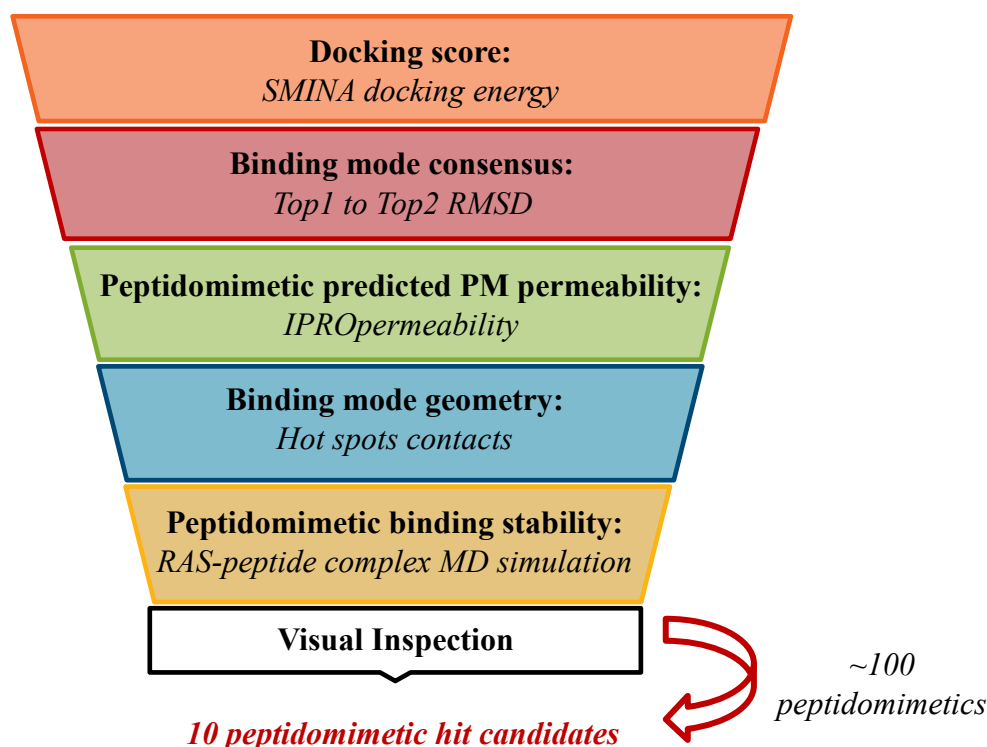 Docking score:
SMINA docking energy
Binding mode consensus:
Top1 to Top2 RMSD
Peptidomimetic predicted PM permeability:
IPROpermeability
Binding mode geometry:
Hot spots contacts
Peptidomimetic binding stability:
RAS-peptide complex MD simulation
Visual Inspection
~100
peptidomimetics
10 peptidomimetic hit candidates